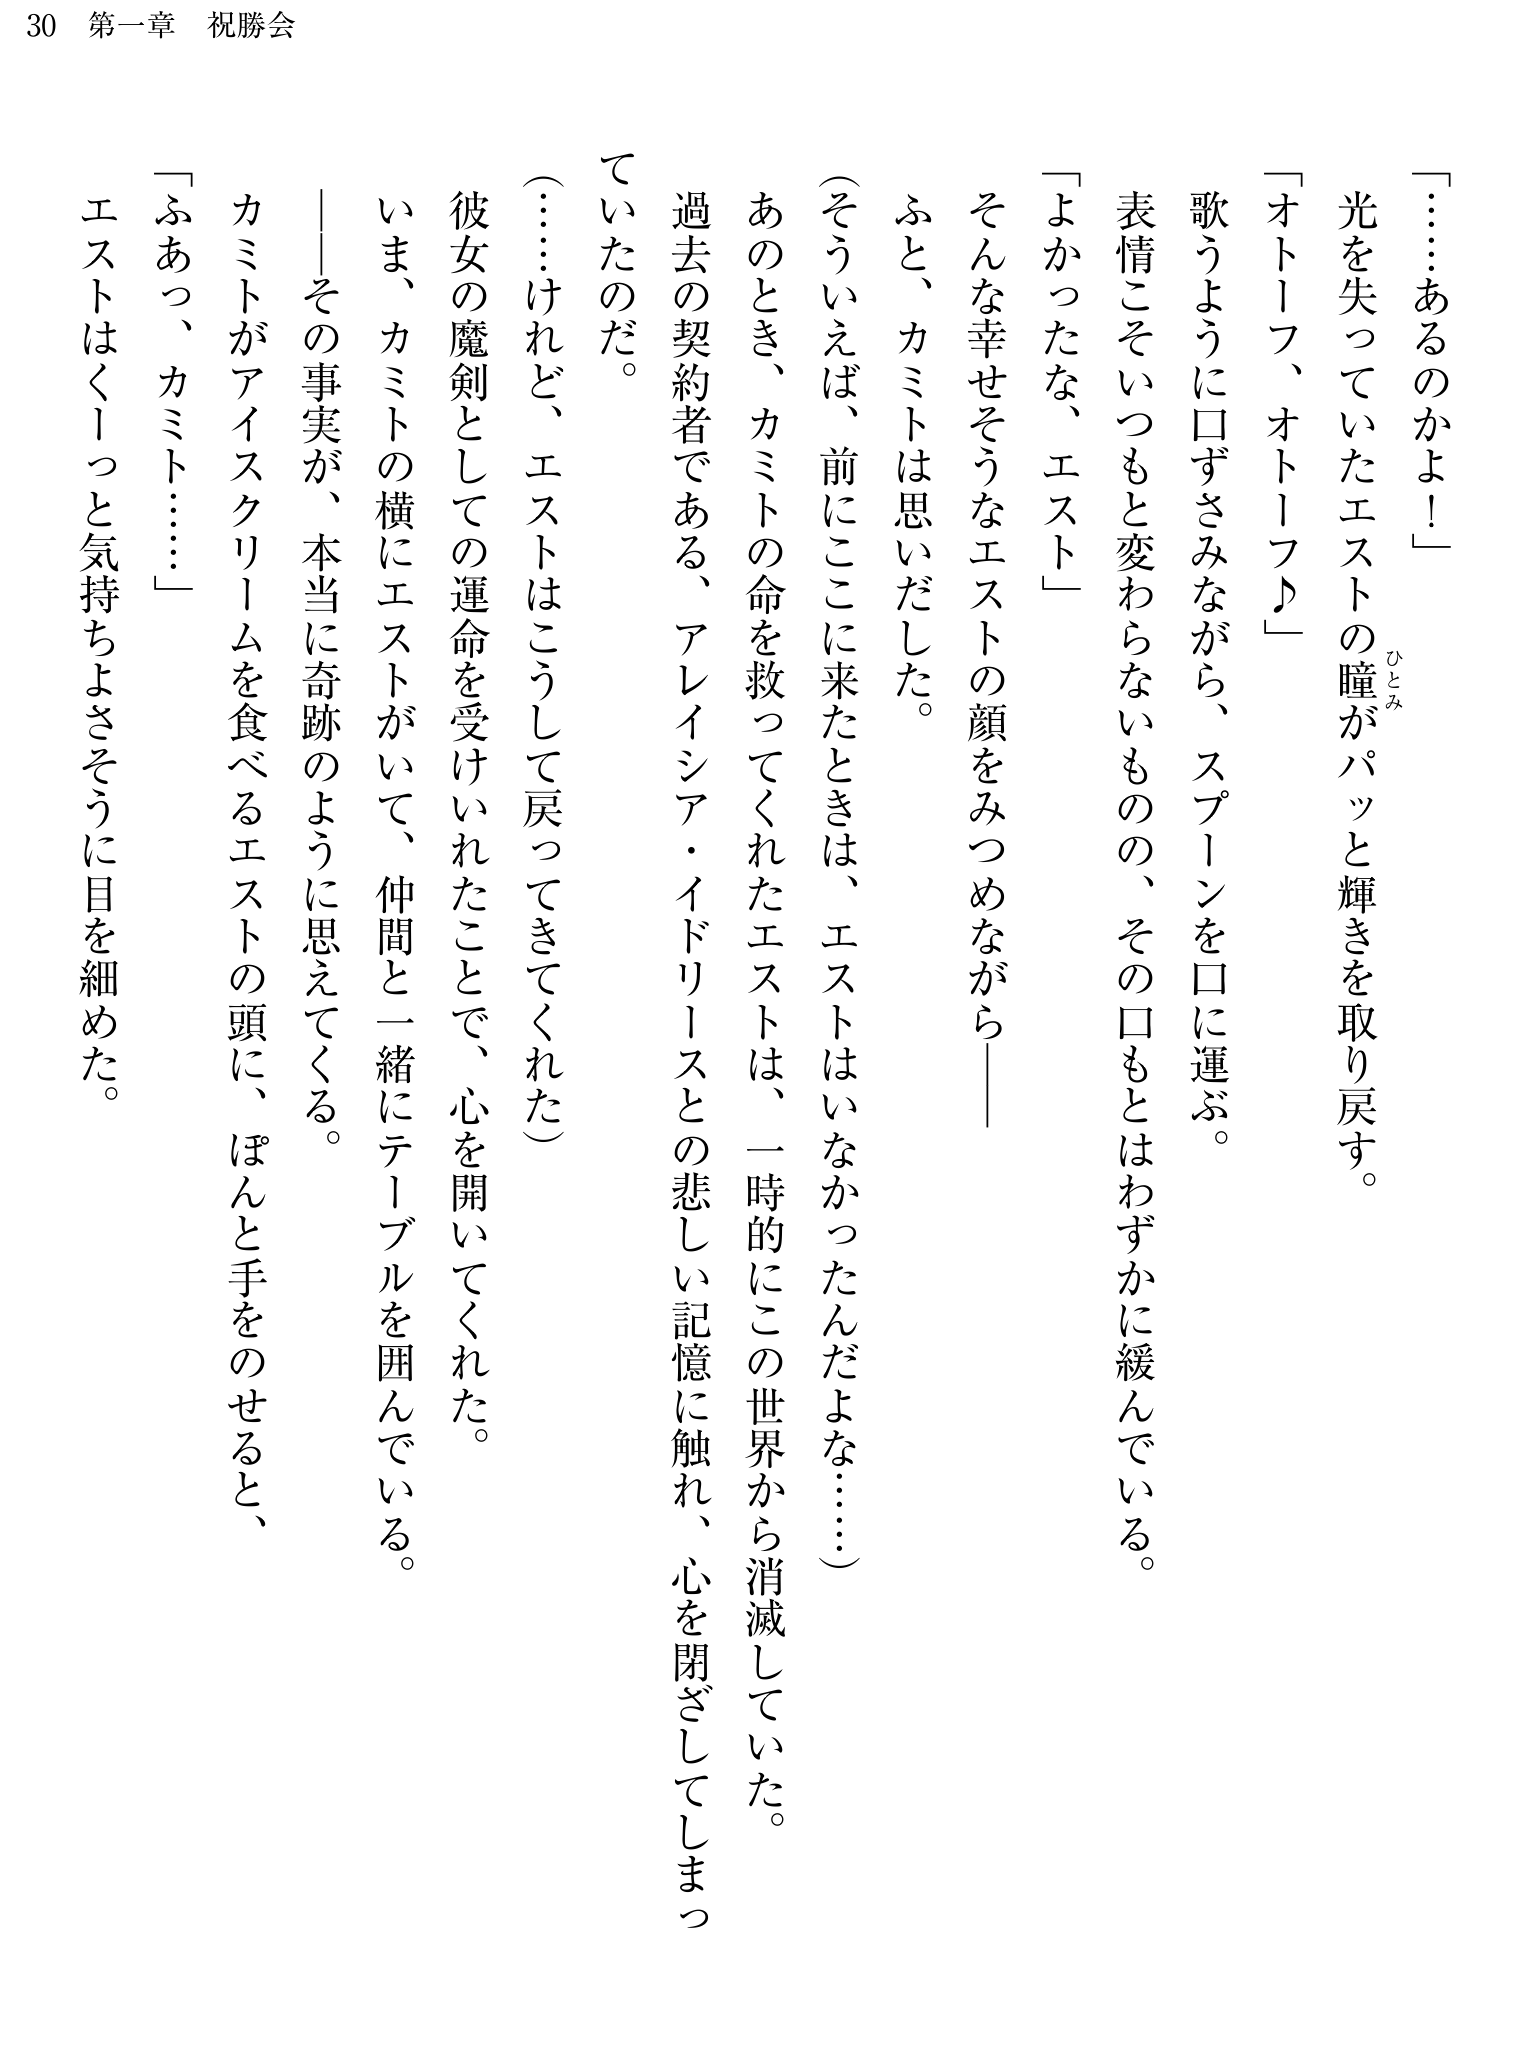 30　第一章　祝勝会
「……あるのかよ！」
　光を失っていたエストの瞳がパッと輝きを取り戻す。
ひとみ
「オトーフ、オトーフ♪」
　歌うように口ずさみながら、スプーンを口に運ぶ。
　表情こそいつもと変わらないものの、その口もとはわずかに緩んでいる。
「よかったな、エスト」
　そんな幸せそうなエストの顔をみつめながら――
　ふと、カミトは思いだした。
（そういえば、前にここに来たときは、エストはいなかったんだよな……）
　あのとき、カミトの命を救ってくれたエストは、一時的にこの世界から消滅していた。
　過去の契約者である、アレイシア・イドリースとの悲しい記憶に触れ、心を閉ざしてしまっ
ていたのだ。
（……けれど、エストはこうして戻ってきてくれた）
　彼女の魔剣としての運命を受けいれたことで、心を開いてくれた。
　いま、カミトの横にエストがいて、仲間と一緒にテーブルを囲んでいる。
　――その事実が、本当に奇跡のように思えてくる。
　カミトがアイスクリームを食べるエストの頭に、ぽんと手をのせると、
「ふあっ、カミト……」
　エストはくーっと気持ちよさそうに目を細めた。